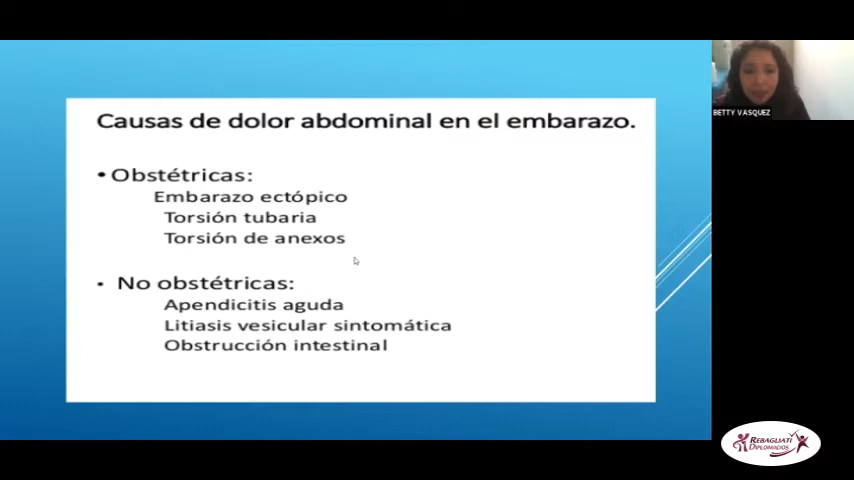 Causas de dolor abdominal en el embarazo.
• Obstétricas:
Embarazo ectópico
Torsión tubaria
Torsión de anexos
• No obstétricas:
Apendicitis aguda
Litiasis vesicular sintomática
Obstrucción intestinal
BETTY VASQUEZ
REBAGLIATI
DIPLOMADOS